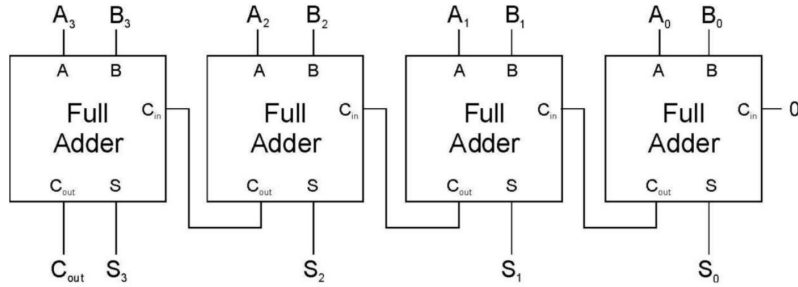 A₃ B₃ A₂ B₂ A₁ B₁ A₀ B₀
A B A B A B A B
Full Adder Cᵢₙ Full Adder Cᵢₙ Full Adder Cᵢₙ Full Adder Cᵢₙ 0
Cₒᵤₜ S Cₒᵤₜ S Cₒᵤₜ S Cₒᵤₜ S
Cₒᵤₜ S₃ S₂ S₁ S₀